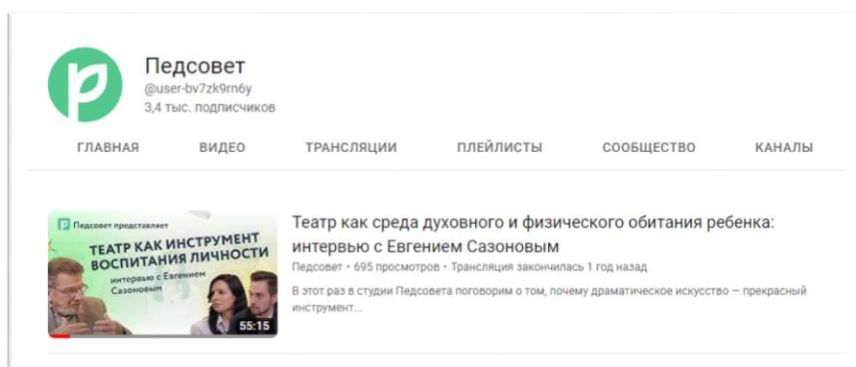 Педсовет
@user-bv7zk9rn6y
3,4 тыс. подписчиков
ГЛАВНАЯ ВИДЕО ТРАНСЛЯЦИИ ПЛЕЙЛИСТЫ СООБЩЕСТВО КАНАЛЫ
Педсовет представляет
ТЕАТР КАК ИНСТРУМЕНТ
ВОСПИТАНИЯ ЛИЧНОСТИ
интервью с Евгением
Сазоновым
55:15
Театр как среда духовного и физического обитания ребенка:
интервью с Евгением Сазоновым
Педсовет • 695 просмотров • Трансляция закончилась 1 год назад
В этот раз в студии Педсовета поговорим о том, почему драматическое искусство — прекрасный
инструмент...